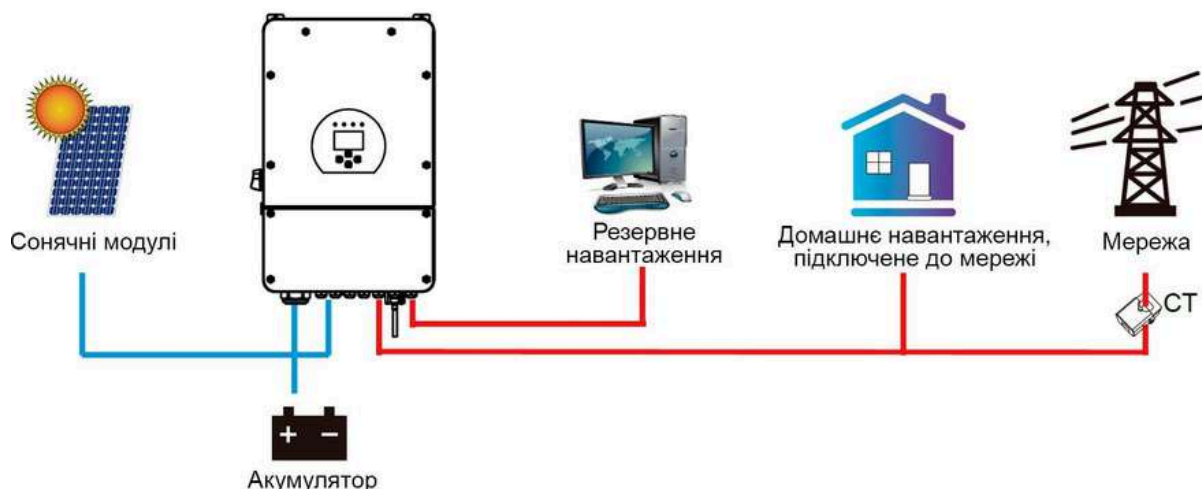 Сонячні модулі
Резервне
навантаження
Домашнє навантаження,
підключене до мережі
Мережа
CT
Акумулятор